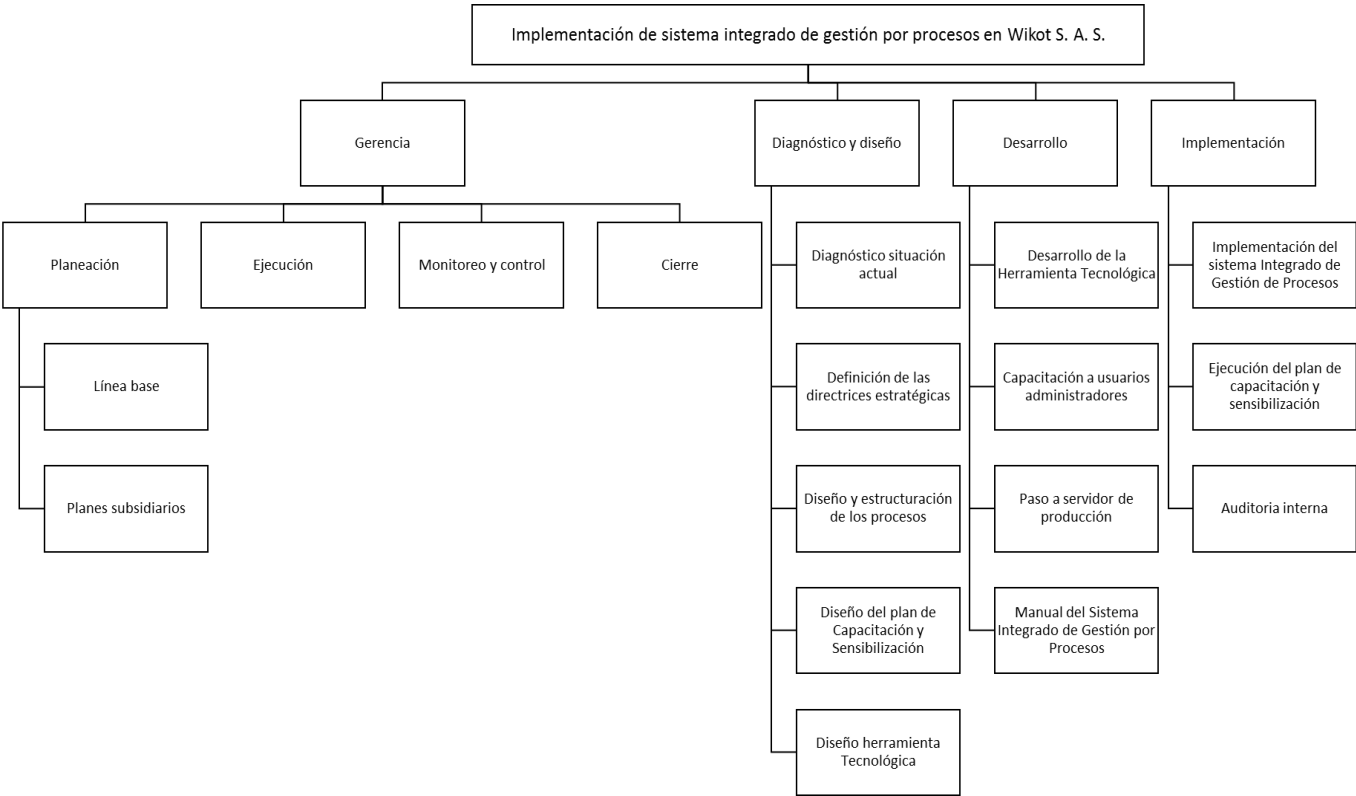 Implementación de sistema integrado de gestión por procesos en Wikot S. A. S.
Gerencia
Diagnóstico y diseño
Desarrollo
Implementación
Planeación
Ejecución
Monitoreo y control
Cierre
Línea base
Planes subsidiarios
Diagnóstico situación
actual
Definición de las
directrices estratégicas
Diseño y estructuración
de los procesos
Diseño del plan de
Capacitación y
Sensibilización
Diseño herramienta
Tecnológica
Desarrollo de la
Herramienta Tecnológica
Capacitación a usuarios
administradores
Paso a servidor de
producción
Manual del Sistema
Integrado de Gestión por
Procesos
Implementación del
sistema Integrado de
Gestión de Procesos
Ejecución del plan de
capacitación y
sensibilización
Auditoria interna